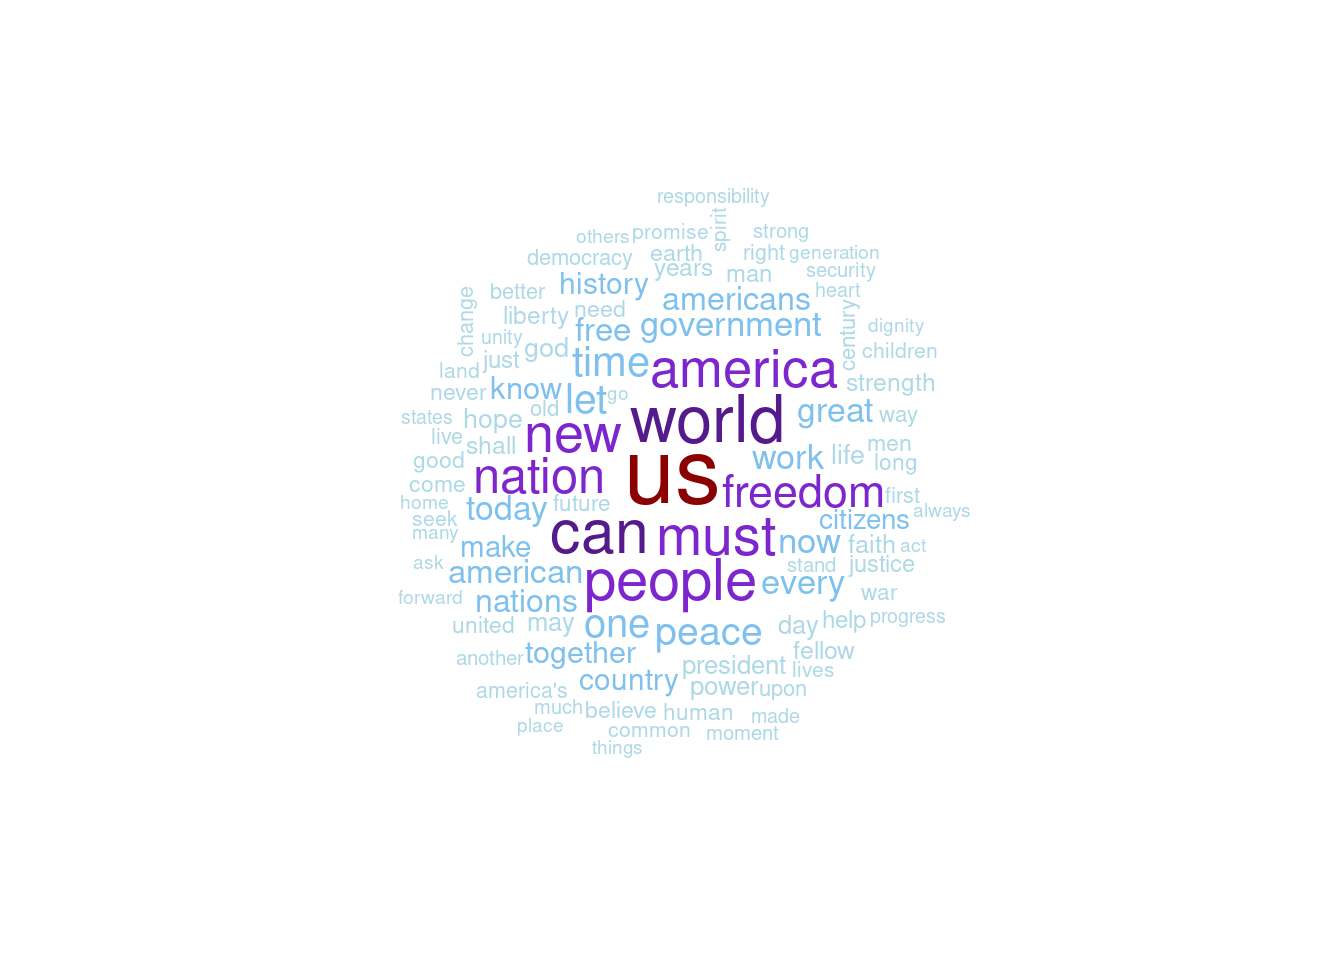 responsibility
spirit
others
promise
strong
democracy
earth
right
generation
years
man
security
history
better
americans
heart
change
liberty
need
century
free
government
dignity
unity
god
just
time
america
children
land
never
know
let
go
strength
states
hope
old
world
great
way
live
shall
new
work
life
men
good
nation
us
long
come
freedom
first
home
today
future
seek
citizens
always
many
can
must
now
faith
act
make
ask
american
people
every
stand
justice
forward
nations
war
united
may
one
peace
day
help
progress
another
together
president
fellow
lives
america's
country
power
upon
much
believe
human
made
place
common
moment
things